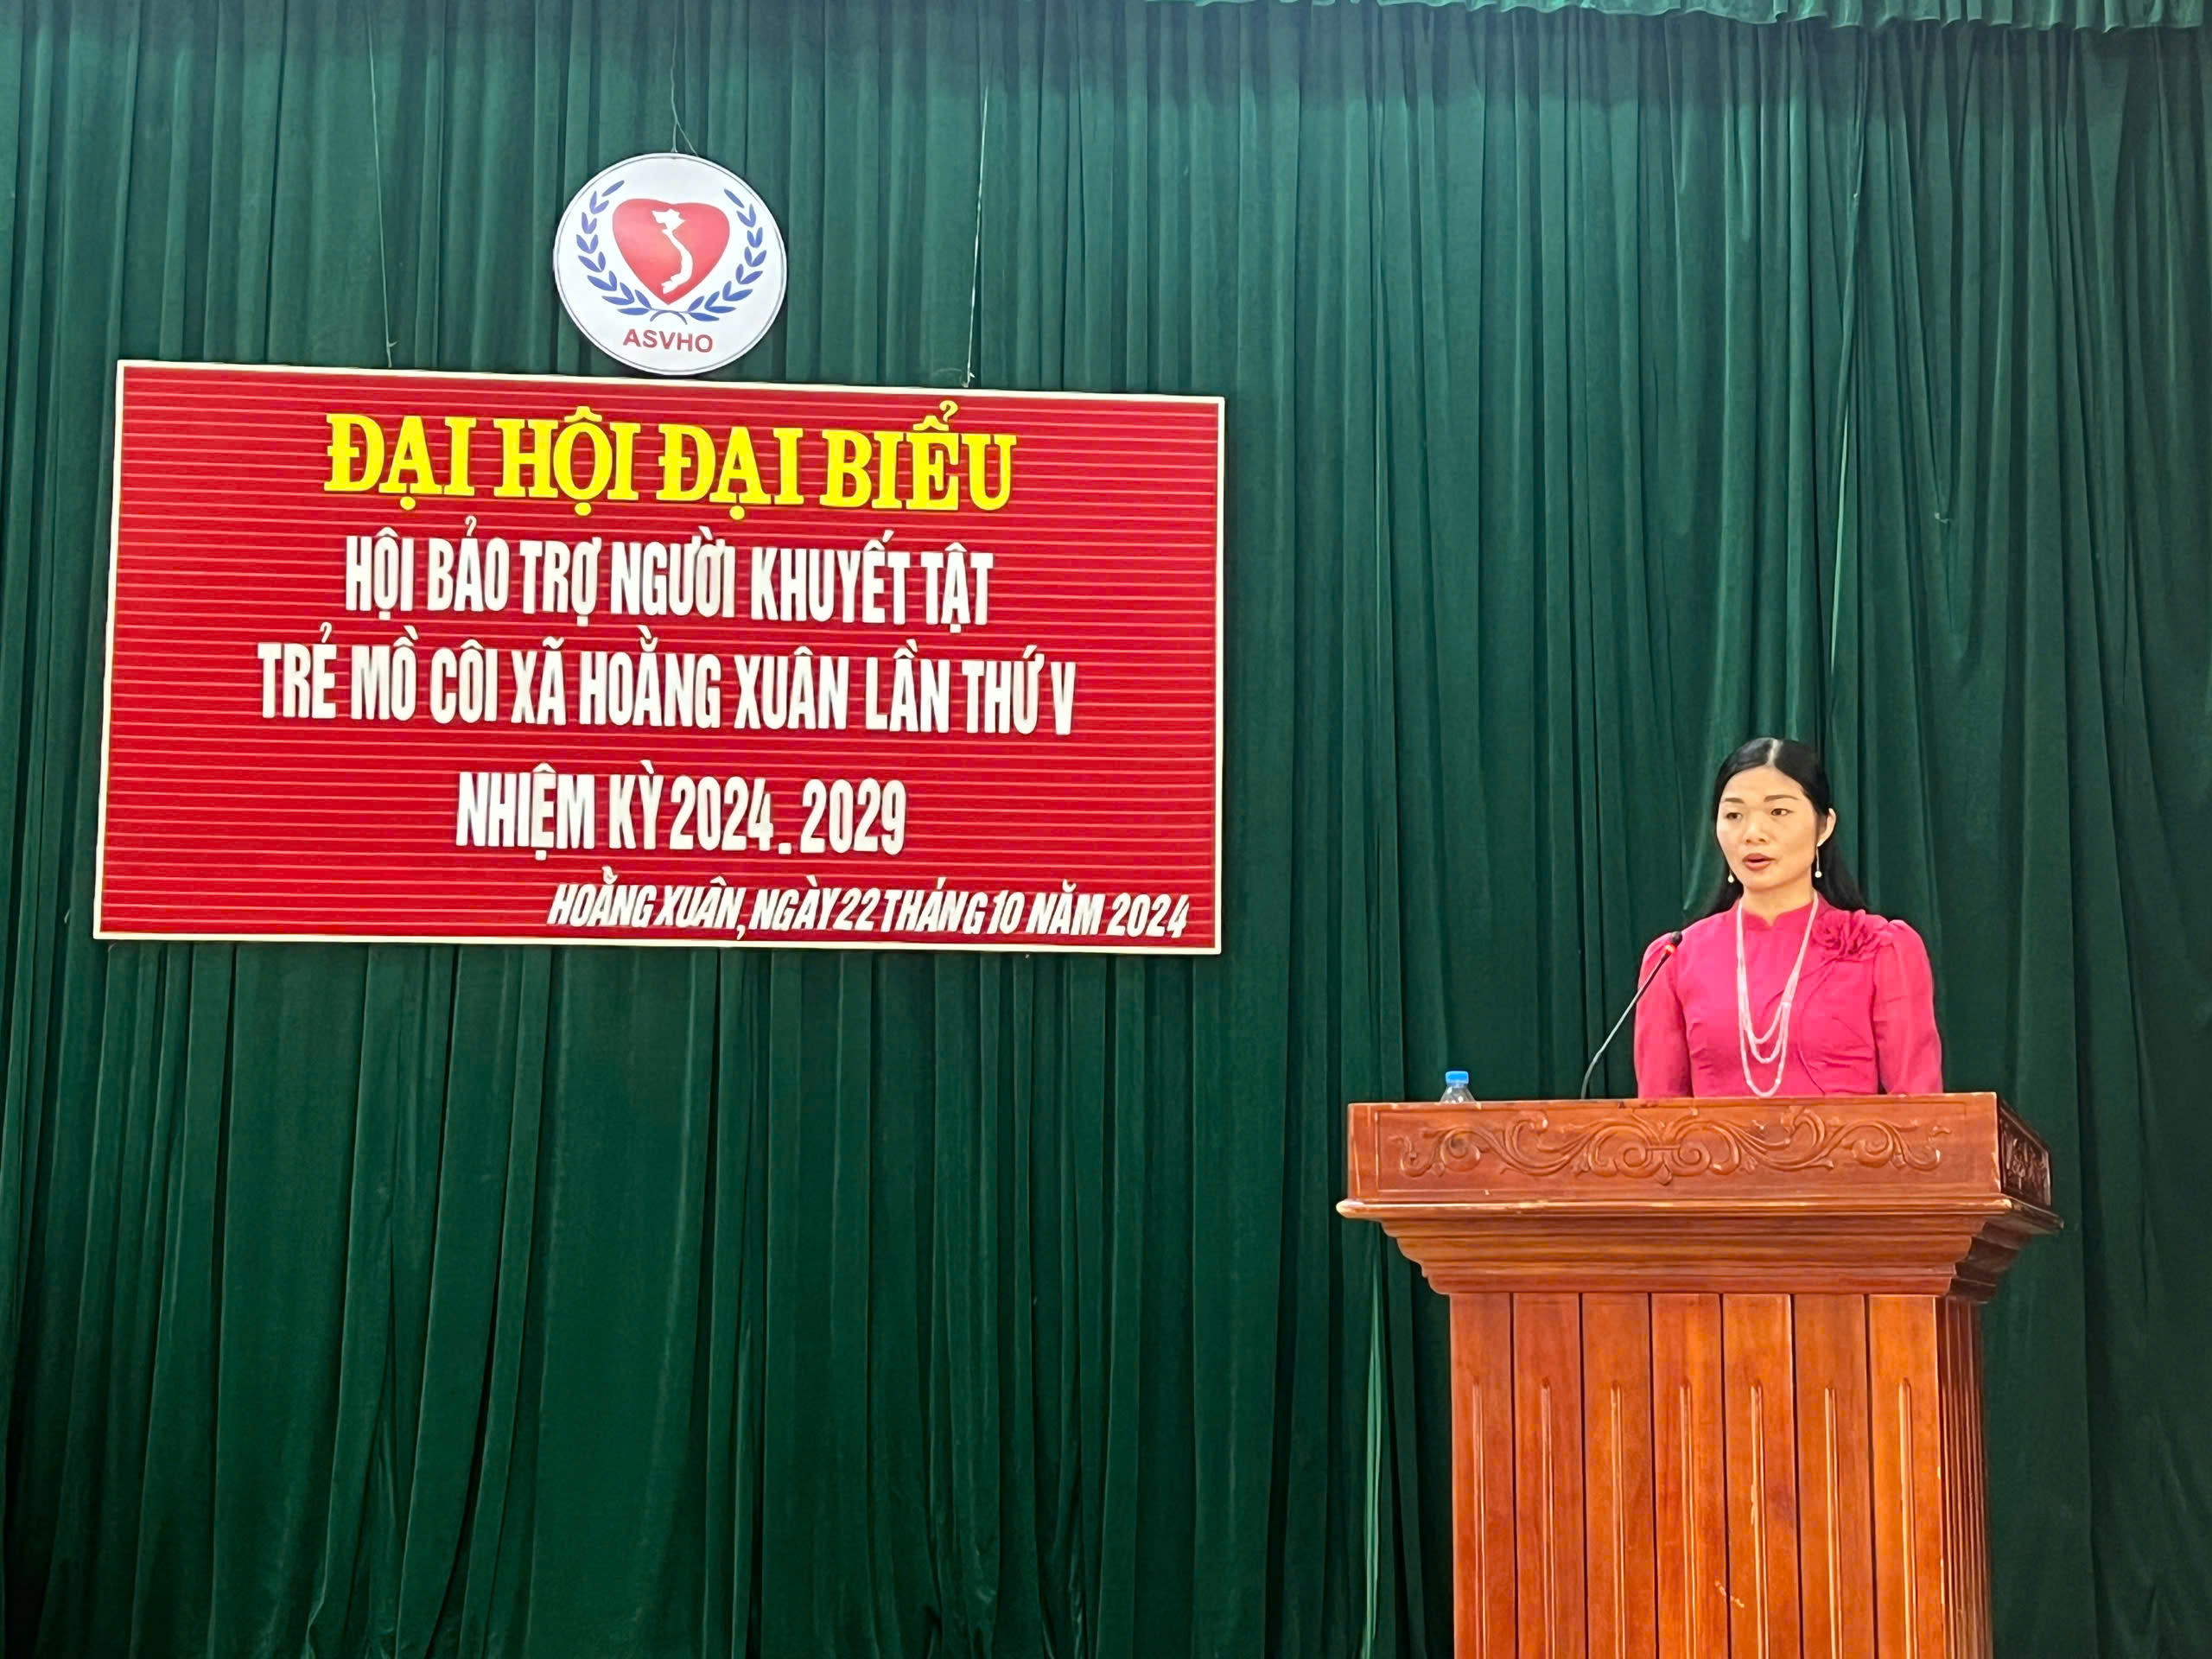 ASVHO
ĐẠI HỘI ĐẠI BIỂU
HỘI BẢO TRỢ NGƯỜI KHUYẾT TẬT
TRẺ MỒ CÔI XÃ HOẰNG XUÂN LẦN THỨ V
NHIỆM KỲ 2024-2029
HOẰNG XUÂN, NGÀY 22 THÁNG 10 NĂM 2024